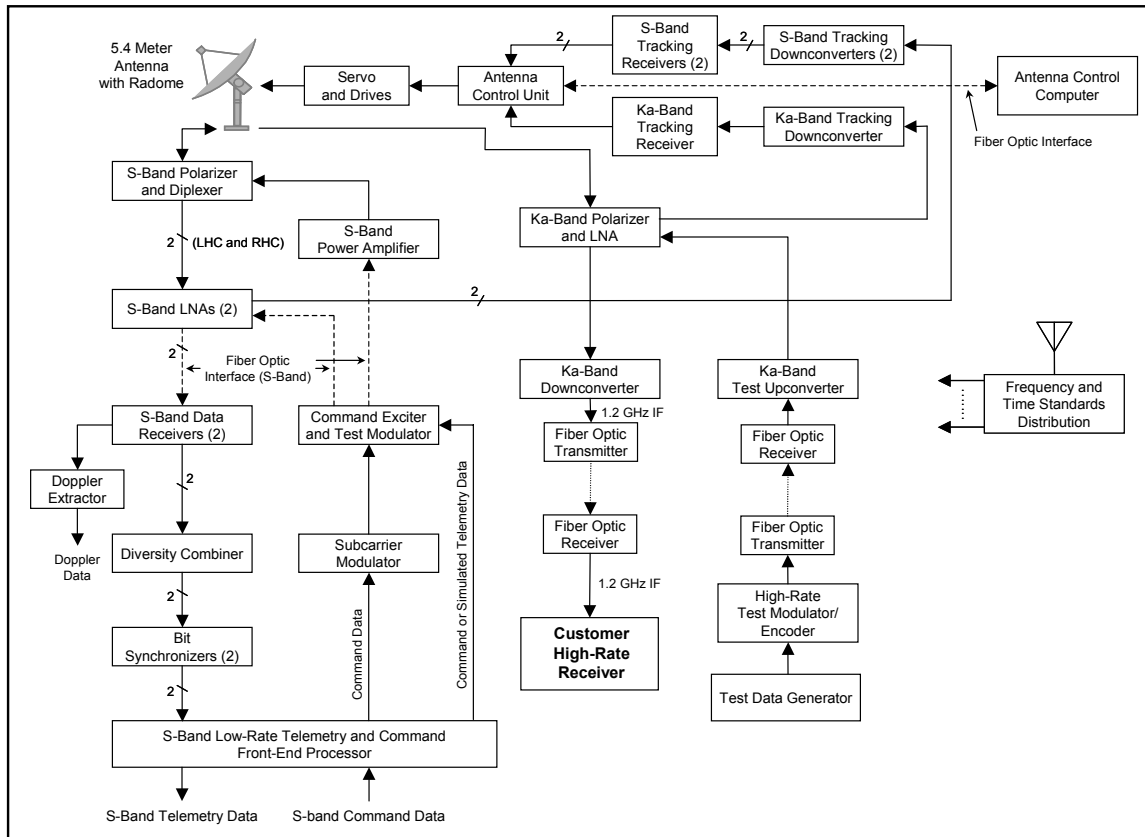 5.4 Meter
Antenna
with Radome
Servo
and Drives
Antenna
Control Unit
2
S-Band
Tracking
Receivers (2)
2
S-Band Tracking
Downconverters (2)
Antenna Control
Computer
Fiber Optic Interface
Ka-Band
Tracking
Receiver
Ka-Band Tracking
Downconverter
S-Band Polarizer
and Diplexer
2
(LHC and RHC)
S-Band
Power Amplifier
Ka-Band Polarizer
and LNA
S-Band LNAs (2)
2
2
Fiber Optic
Interface (S-Band)
Ka-Band
Downconverter
Ka-Band
Test Upconverter
Frequency and
Time Standards
Distribution
S-Band Data
Receivers (2)
Command Exciter
and Test Modulator
1.2 GHz IF
Fiber Optic
Transmitter
Fiber Optic
Receiver
Doppler
Extractor
2
Doppler
Data
Diversity Combiner
Subcarrier
Modulator
Fiber Optic
Receiver
Fiber Optic
Transmitter
2
1.2 GHz IF
Bit
Synchronizers (2)
Command Data
Command or Simulated Telemetry Data
Customer
High-Rate
Receiver
High-Rate
Test Modulator/
Encoder
2
Test Data Generator
S-Band Low-Rate Telemetry and Command
Front-End Processor
S-Band Telemetry Data
S-band Command Data